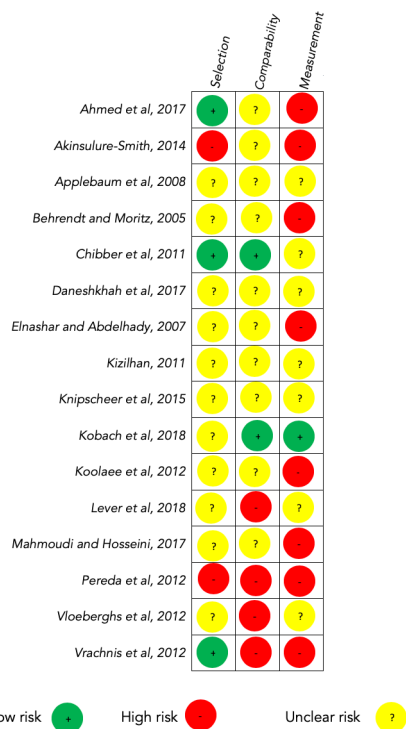 Selection Comparability Measurement
Ahmed et al, 2017 + ? -
Akinsulure-Smith, 2014 - ? -
Applebaum et al, 2008 ? ? ?
Behrendt and Moritz, 2005 ? ? -
Chibber et al, 2011 + + ?
Daneshkhah et al, 2017 ? ? ?
Elnashar and Abdelhady, 2007 ? ? -
Kizilhan, 2011 ? ? ?
Knipscheer et al, 2015 ? ? ?
Kobach et al, 2018 ? + +
Koolaee et al, 2012 ? ? -
Lever et al, 2018 ? - ?
Mahmoudi and Hosseini, 2017 ? ? -
Pereda et al, 2012 - - -
Vloeberghs et al, 2012 ? - ?
Vrachnis et al, 2012 + - -
ow risk + High risk - Unclear risk ?